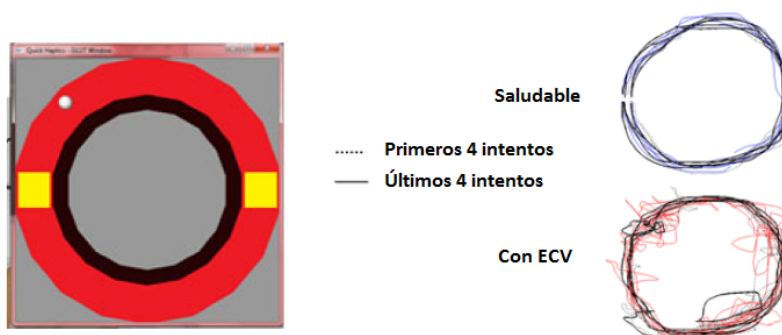 Quick Haptics - GLUT Window
Saludable
Primeros 4 intentos
Últimos 4 intentos
Con ECV